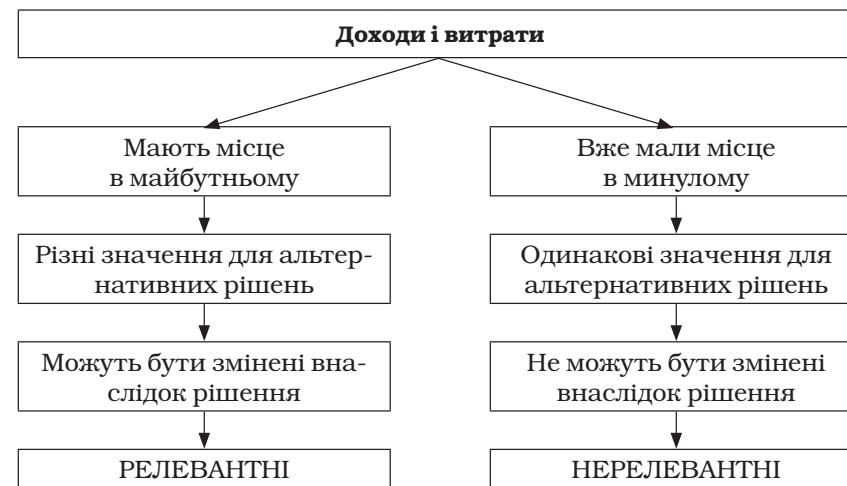 Доходи і витрати
Мають місце
в майбутньому
Різні значення для альтер-
нативних рішень
Можуть бути змінені вна-
слідок рішення
РЕЛЕВАНТНІ
Вже мали місце
в минулому
Одинакові значення для
альтернативних рішень
Не можуть бути змінені
внаслідок рішення
НЕРЕЛЕВАНТНІ